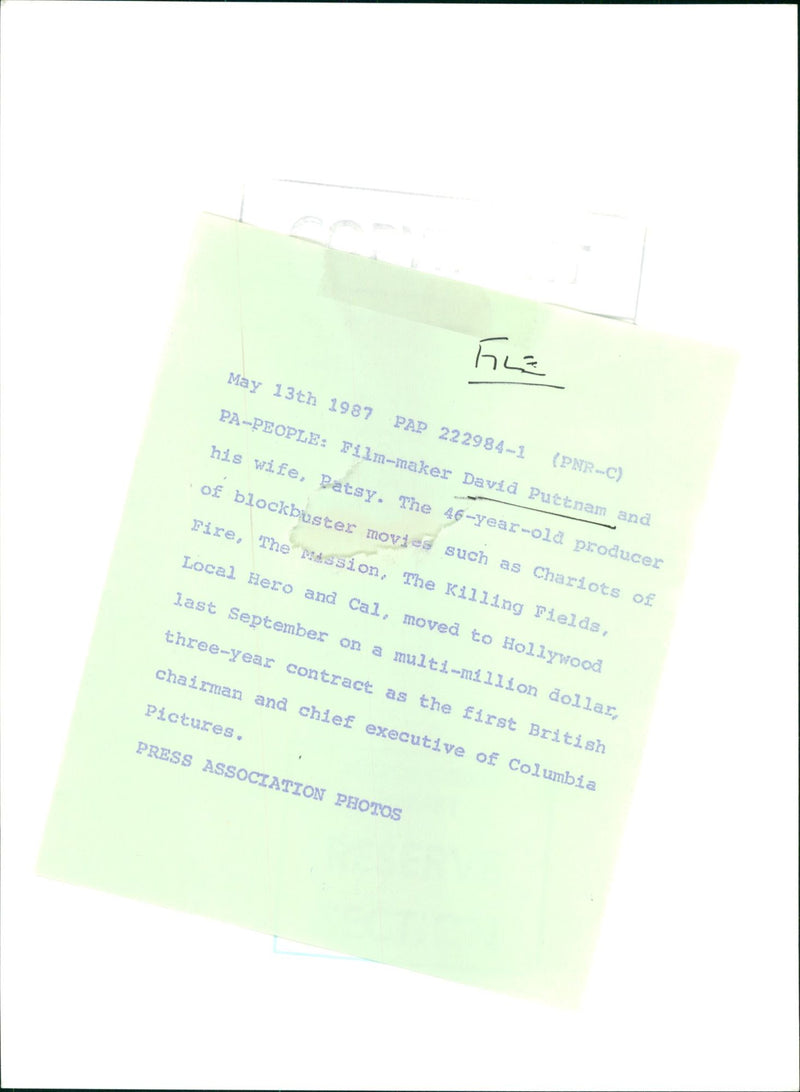 COPYRIGHT
FILE
May 13th 1987 PAP 222984-1 (PNR-C)
PA-PEOPLE: Film-maker David Puttnam and
his wife, Patsy. The 46-year-old producer
of blockbuster movies such as Chariots of
Fire, The Mission, The Killing Fields,
Local Hero and Cal, moved to Hollywood
last September on a multi-million dollar,
three-year contract as the first British
chairman and chief executive of Columbia
Pictures.
PRESS ASSOCIATION PHOTOS